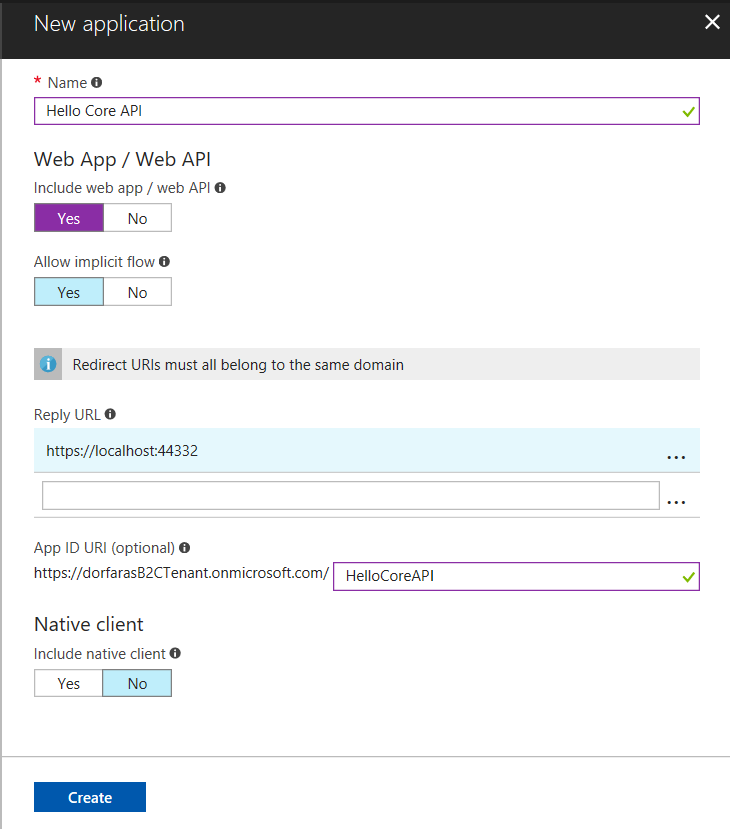 New application
* Name
Hello Core API
Web App / Web API
Include web app / web API
Yes No
Allow implicit flow
Yes No
Redirect URIs must all belong to the same domain
Reply URL
https://localhost:44332
...
...
App ID URI (optional)
https://dorfarasB2CTenant.onmicrosoft.com/ HelloCoreAPI
Native client
Include native client
Yes No
Create